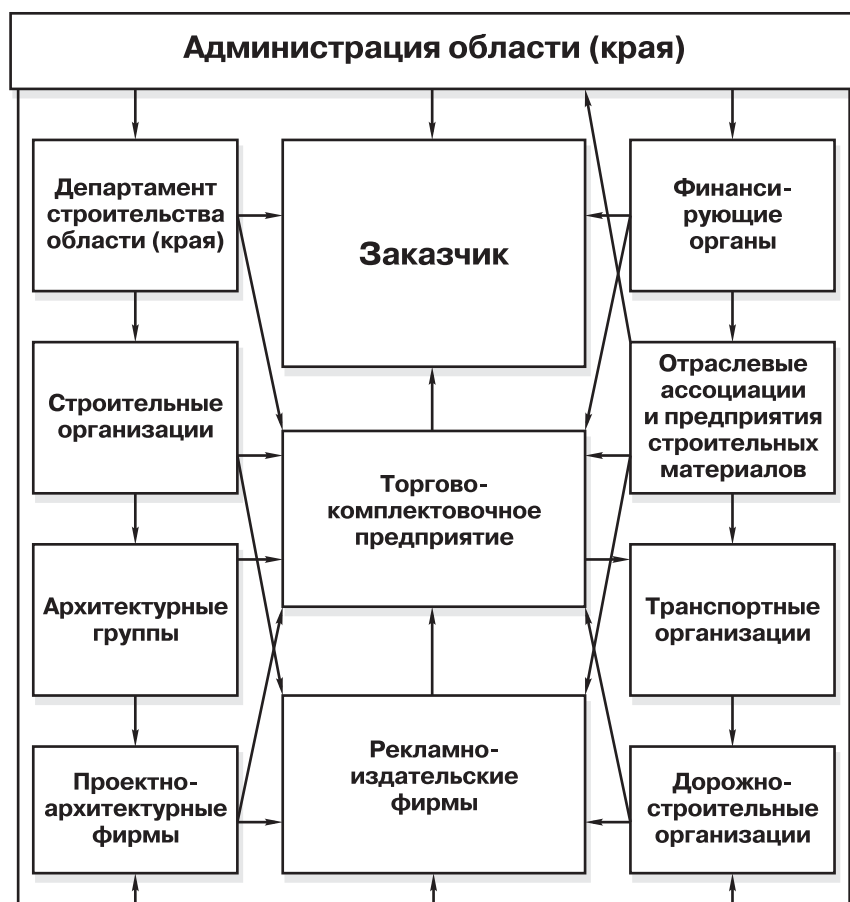 Администрация области (края)
Департамент
строительства
области (края)
Заказчик
Финанси-
рующие
органы
Строительные
организации
Отраслевые
ассоциации
и предприятия
строительных
материалов
Торгово-
комплектовочное
предприятие
Архитектурные
группы
Транспортные
организации
Проектно-
архитектурные
фирмы
Рекламно-
издательские
фирмы
Дорожно-
строительные
организации